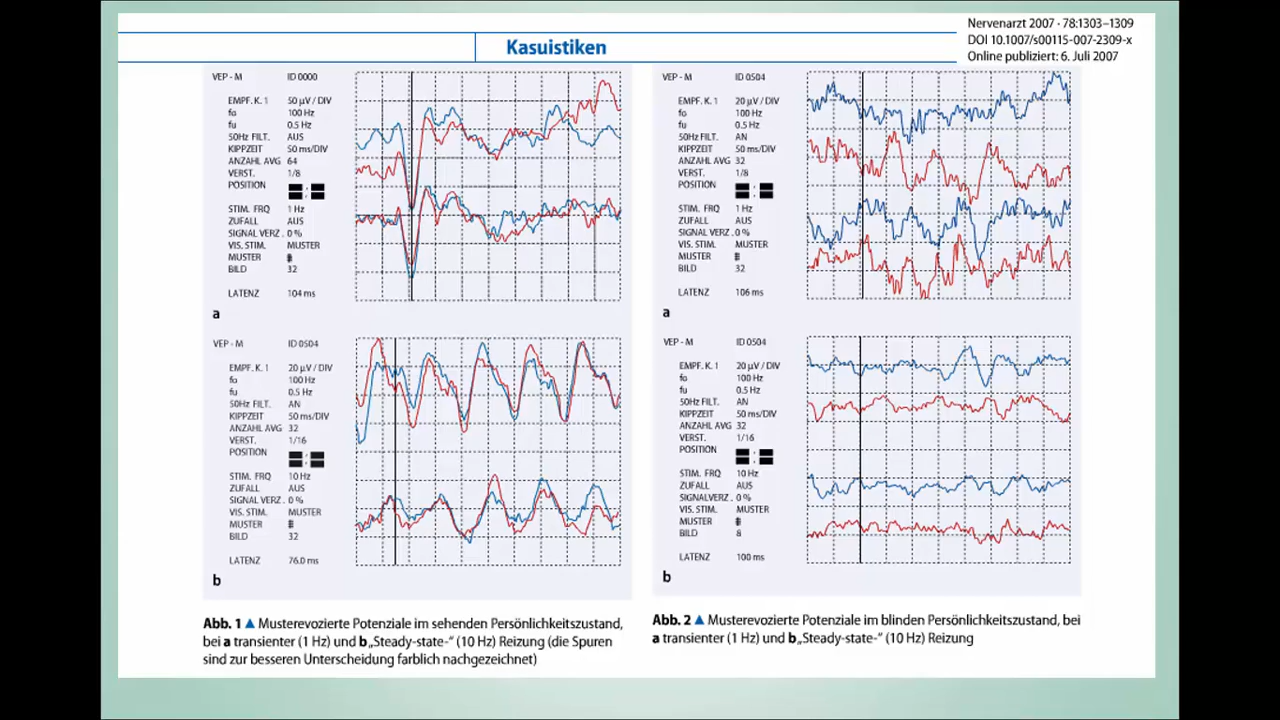 Nervenarzt 2007 · 78:1303–1309
DOI 10.1007/s00115-007-2309-x
Online publiziert: 6. Juli 2007
Kasuistiken
VEP - M ID 0000
EMPF. K. 1 50 µV / DIV
fo 100 Hz
fu 0.5 Hz
50Hz FILT. AUS
KIPPZEIT 50 ms/DIV
ANZAHL AVG 64
VERST. 1/8
POSITION
STIM. FRQ 1 Hz
ZUFALL AUS
SIGNAL VERZ . 0 %
VIS. STIM. MUSTER
MUSTER
BILD 32
LATENZ 104 ms
a
VEP - M ID 0504
EMPF. K. 1 20 µV / DIV
fo 100 Hz
fu 0.5 Hz
50Hz FILT. AN
KIPPZEIT 50 ms/DIV
ANZAHL AVG 32
VERST. 1/16
POSITION
STIM. FRQ 10 Hz
ZUFALL AUS
SIGNAL VERZ . 0 %
VIS. STIM. MUSTER
MUSTER
BILD 32
LATENZ 76.0 ms
b
Abb. 1 ▲ Musterevozierte Potenziale im sehenden Persönlichkeitszustand,
bei a transienter (1 Hz) und b „Steady-state-“ (10 Hz) Reizung (die Spuren
sind zur besseren Unterscheidung farblich nachgezeichnet)
VEP - M ID 0504
EMPF. K. 1 20 µV / DIV
fo 100 Hz
fu 0.5 Hz
50Hz FILT. AN
KIPPZEIT 50 ms/DIV
ANZAHL AVG 32
VERST. 1/8
POSITION
STIM. FRQ 1 Hz
ZUFALL AUS
SIGNAL VERZ . 0 %
VIS. STIM. MUSTER
MUSTER
BILD 32
LATENZ 106 ms
a
VEP - M ID 0504
EMPF. K. 1 20 µV / DIV
fo 100 Hz
fu 0.5 Hz
50Hz FILT. AN
KIPPZEIT 50 ms/DIV
ANZAHL AVG 32
VERST. 1/16
POSITION
STIM. FRQ 10 Hz
ZUFALL AUS
SIGNALVERZ . 0 %
VIS. STIM. MUSTER
MUSTER
BILD 8
LATENZ 100 ms
b
Abb. 2 ▲ Musterevozierte Potenziale im blinden Persönlichkeitszustand, bei
a transienter (1 Hz) und b „Steady-state-“ (10 Hz) Reizung